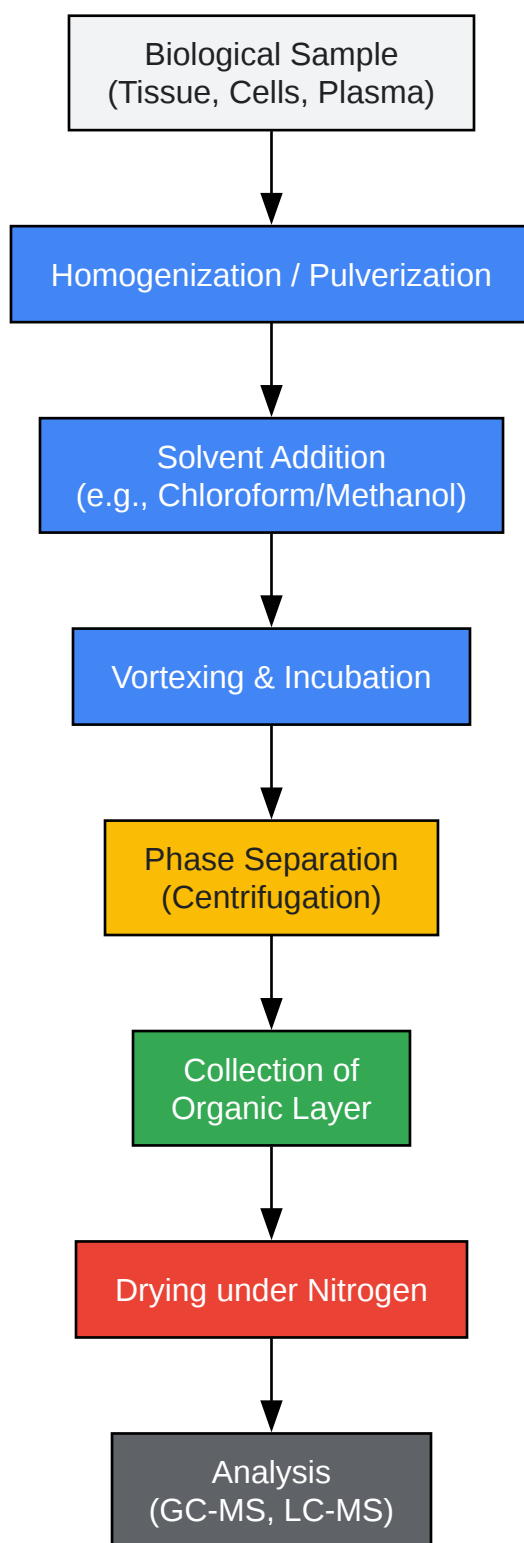 Biological Sample
(Tissue, Cells, Plasma)
Homogenization / Pulverization
Solvent Addition
(e.g., Chloroform/Methanol)
Vortexing & Incubation
Phase Separation
(Centrifugation)
Collection of
Organic Layer
Drying under Nitrogen
Analysis
(GC-MS, LC-MS)